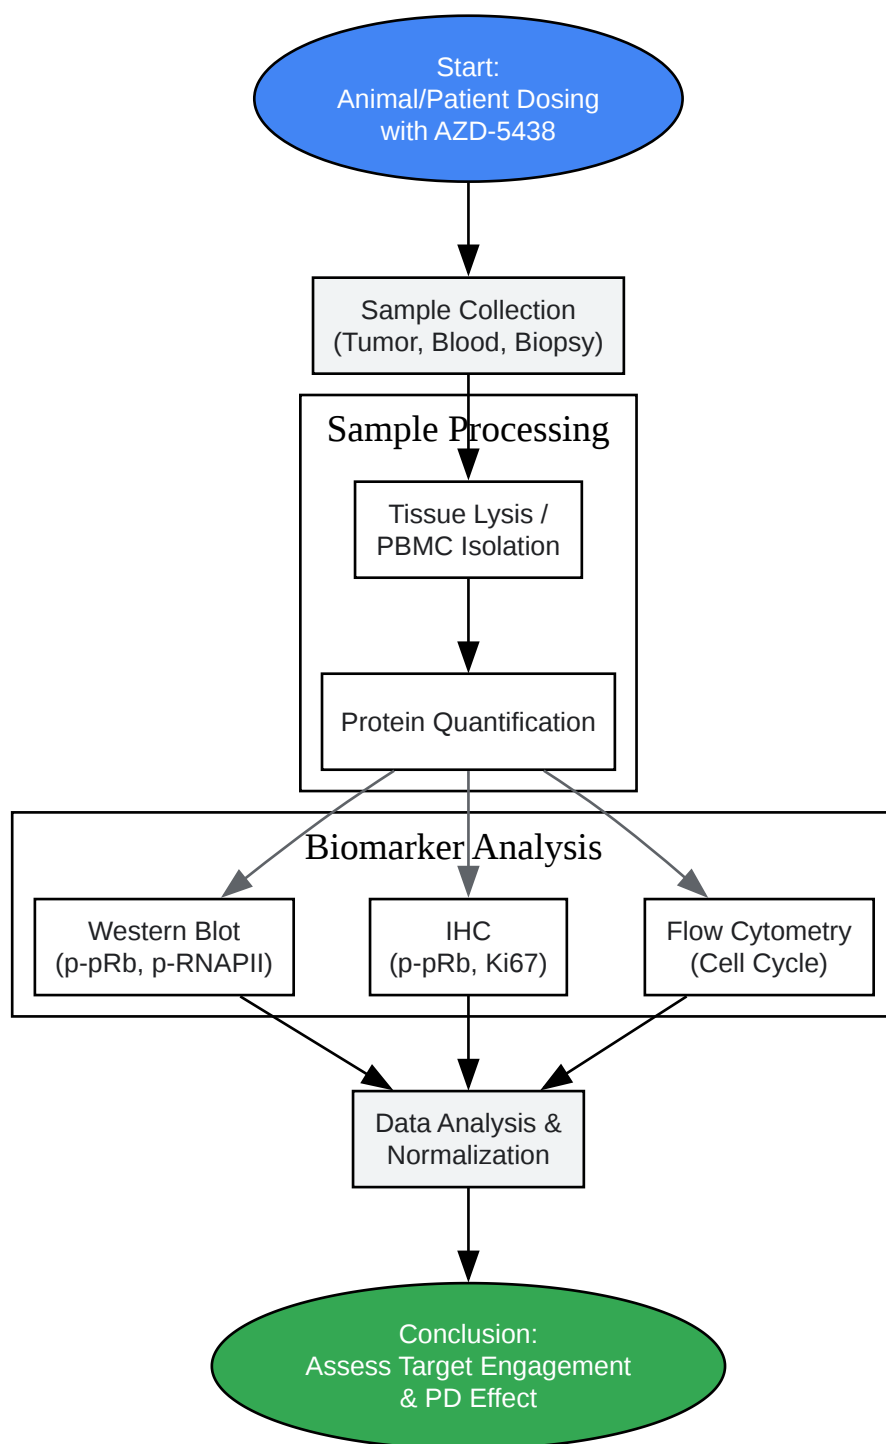 Start:
Animal/Patient Dosing
with AZD-5438
Sample Collection
(Tumor, Blood, Biopsy)
Sample Processing
Tissue Lysis /
PBMC Isolation
Protein Quantification
Biomarker Analysis
Western Blot
(p-pRb, p-RNAPII)
IHC
(p-pRb, Ki67)
Flow Cytometry
(Cell Cycle)
Data Analysis &
Normalization
Conclusion:
Assess Target Engagement
& PD Effect